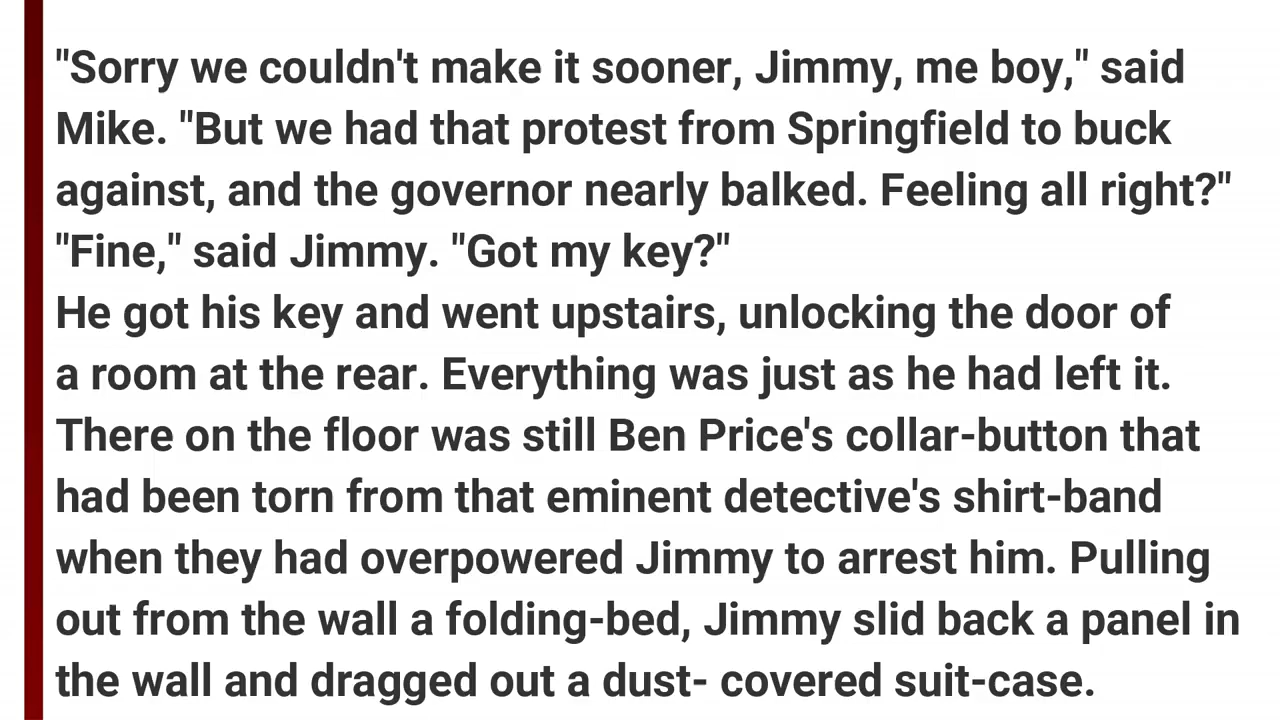 "Sorry we couldn't make it sooner, Jimmy, me boy," said
Mike. "But we had that protest from Springfield to buck
against, and the governor nearly balked. Feeling all right?"
"Fine," said Jimmy. "Got my key?"
He got his key and went upstairs, unlocking the door of
a room at the rear. Everything was just as he had left it.
There on the floor was still Ben Price's collar-button that
had been torn from that eminent detective's shirt-band
when they had overpowered Jimmy to arrest him. Pulling
out from the wall a folding-bed, Jimmy slid back a panel in
the wall and dragged out a dust- covered suit-case.